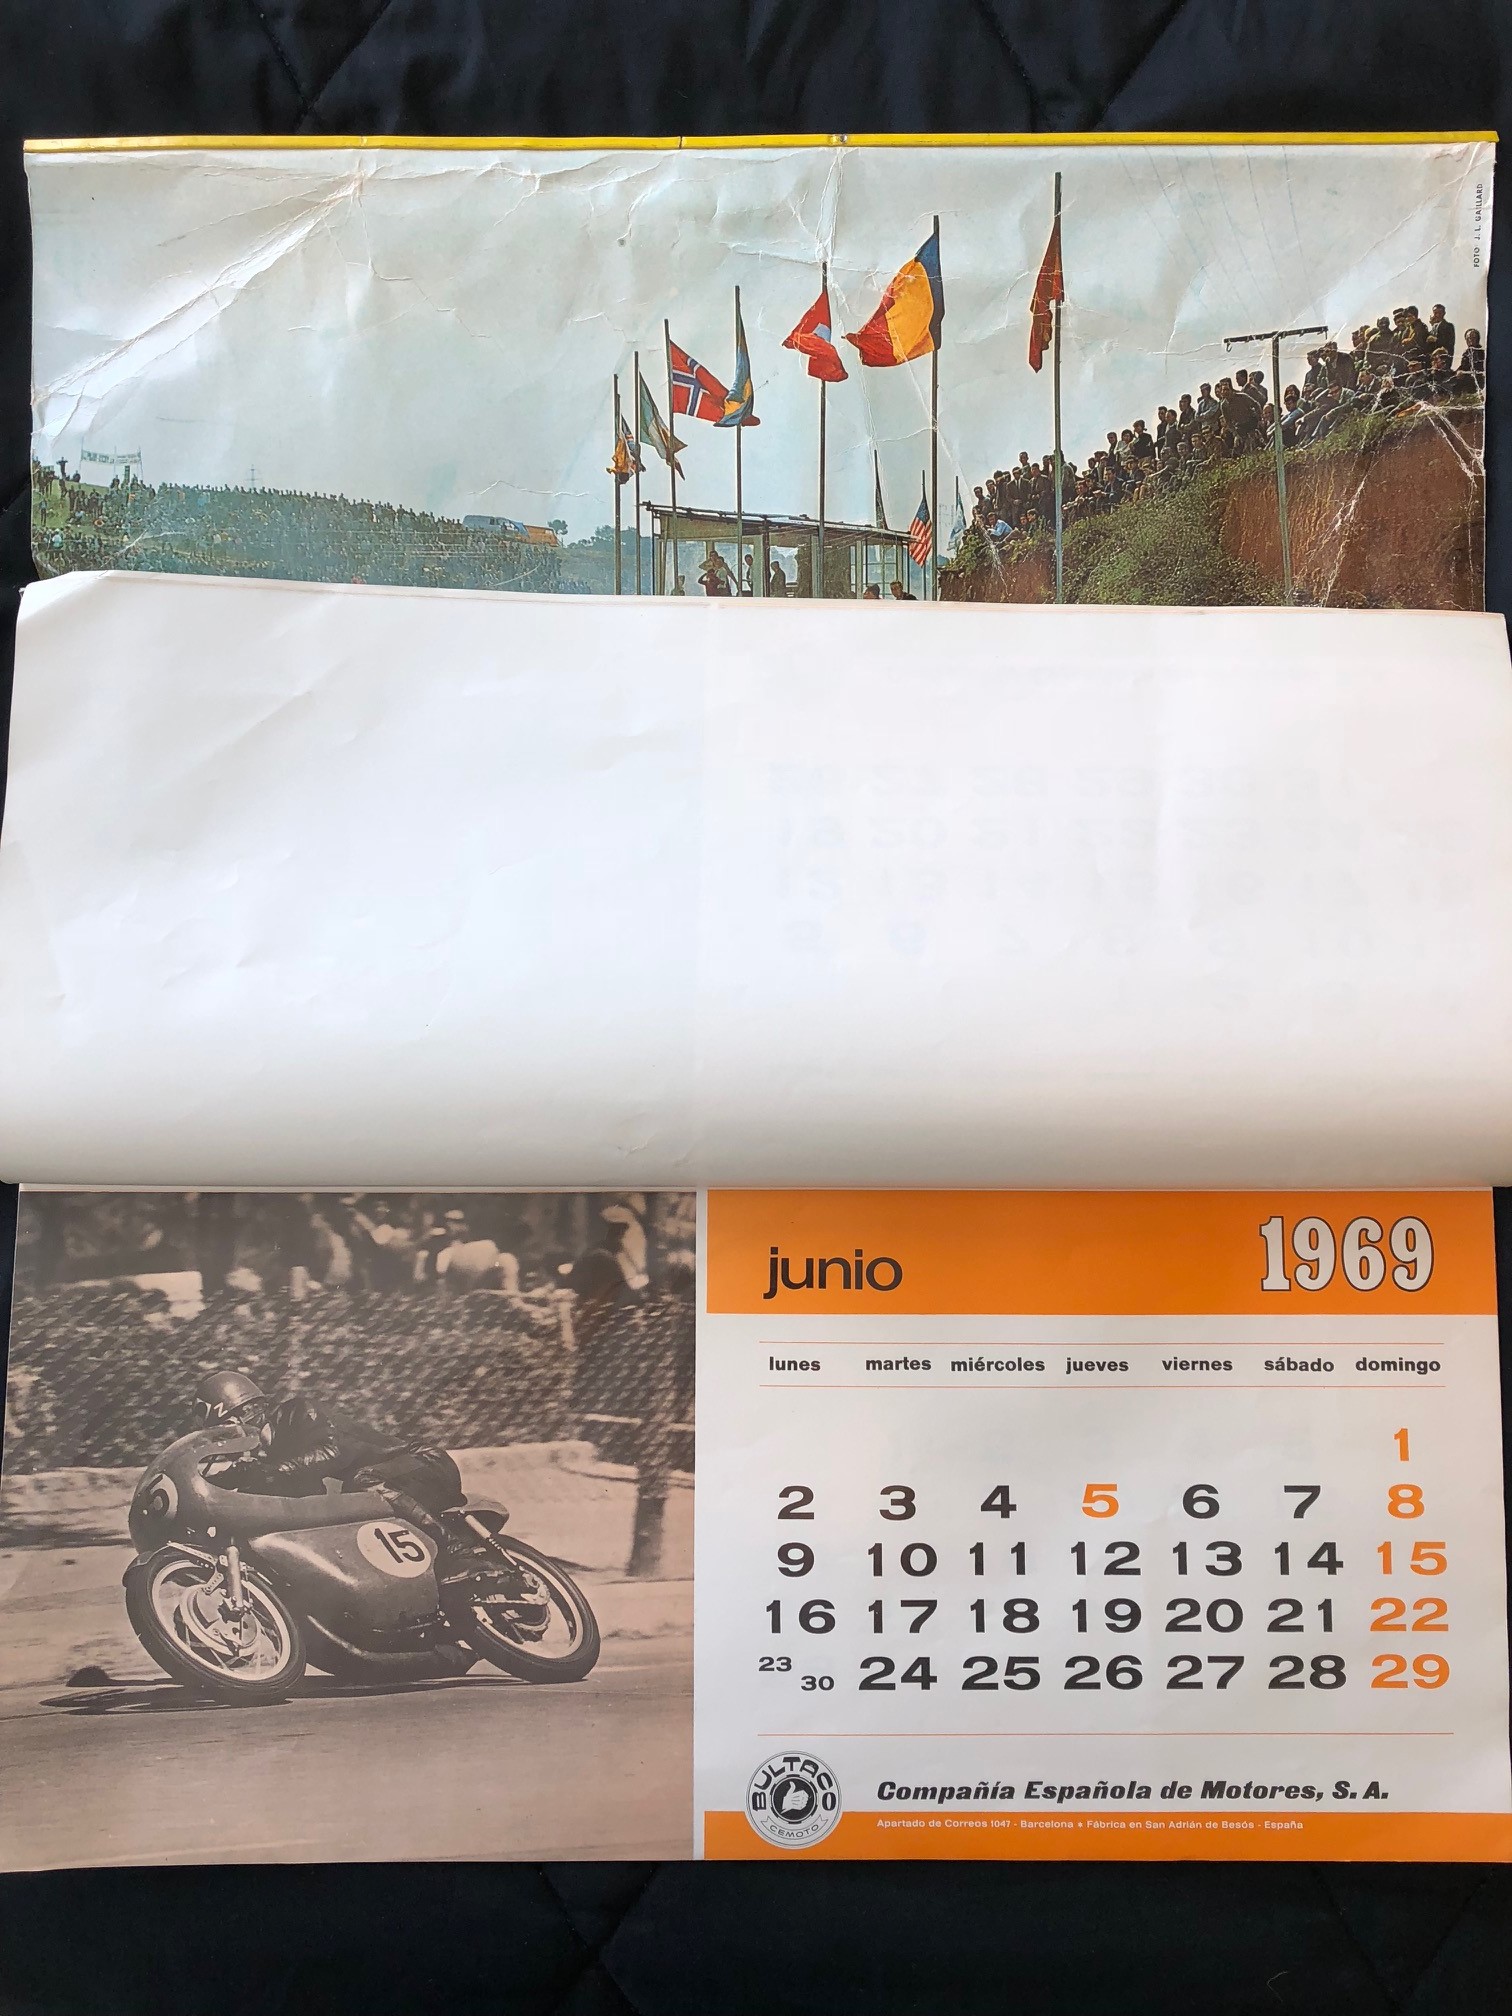 FOTO J. L. GAILLARD
junio
1969
lunes martes miércoles jueves viernes sábado domingo
1
2 3 4 5 6 7 8
9 10 11 12 13 14 15
16 17 18 19 20 21 22
23 30 24 25 26 27 28 29
15
BULTACO
CEMOTO
Compañía Española de Motores, S. A.
Apartado de Correos 1047 - Barcelona * Fábrica en San Adrián de Besós - España